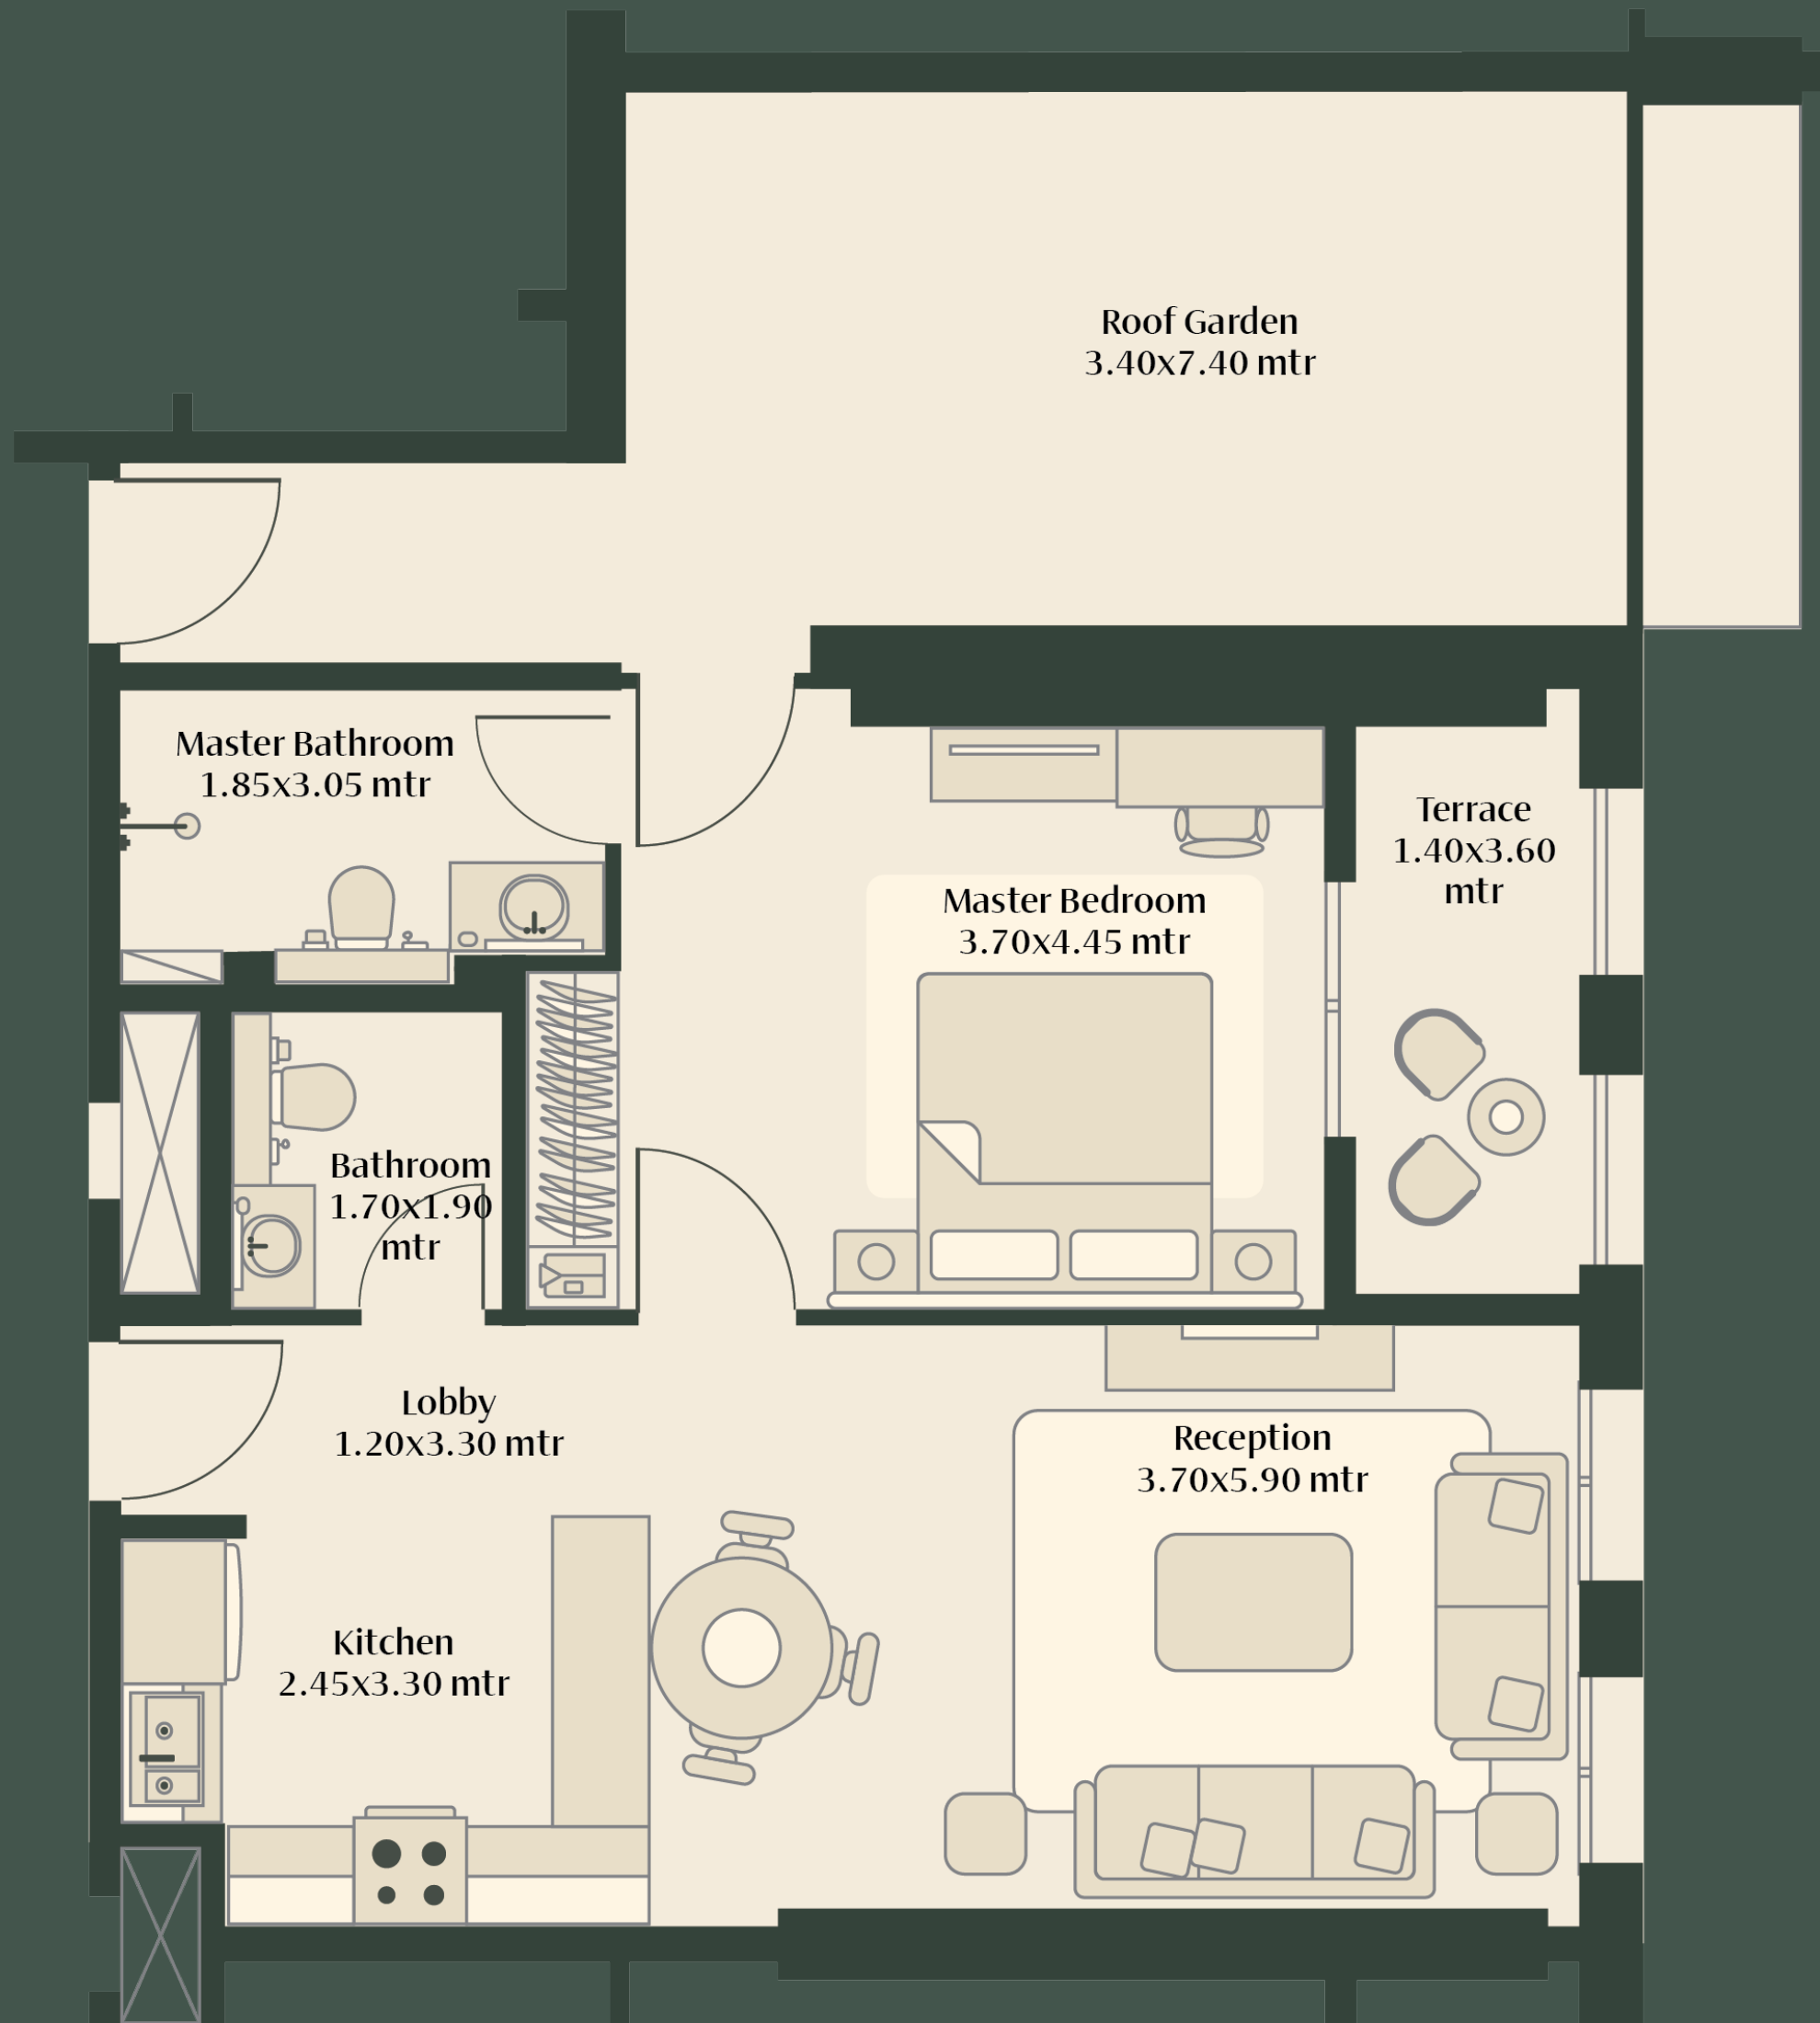 Roof Garden
3.40x7.40 mtr
Master Bathroom
1.85x3.05 mtr
Terrace
1.40x3.60
mtr
Master Bedroom
3.70x4.45 mtr
Bathroom
1.70x1.90
mtr
Lobby
1.20x3.30 mtr
Reception
3.70x5.90 mtr
Kitchen
2.45x3.30 mtr